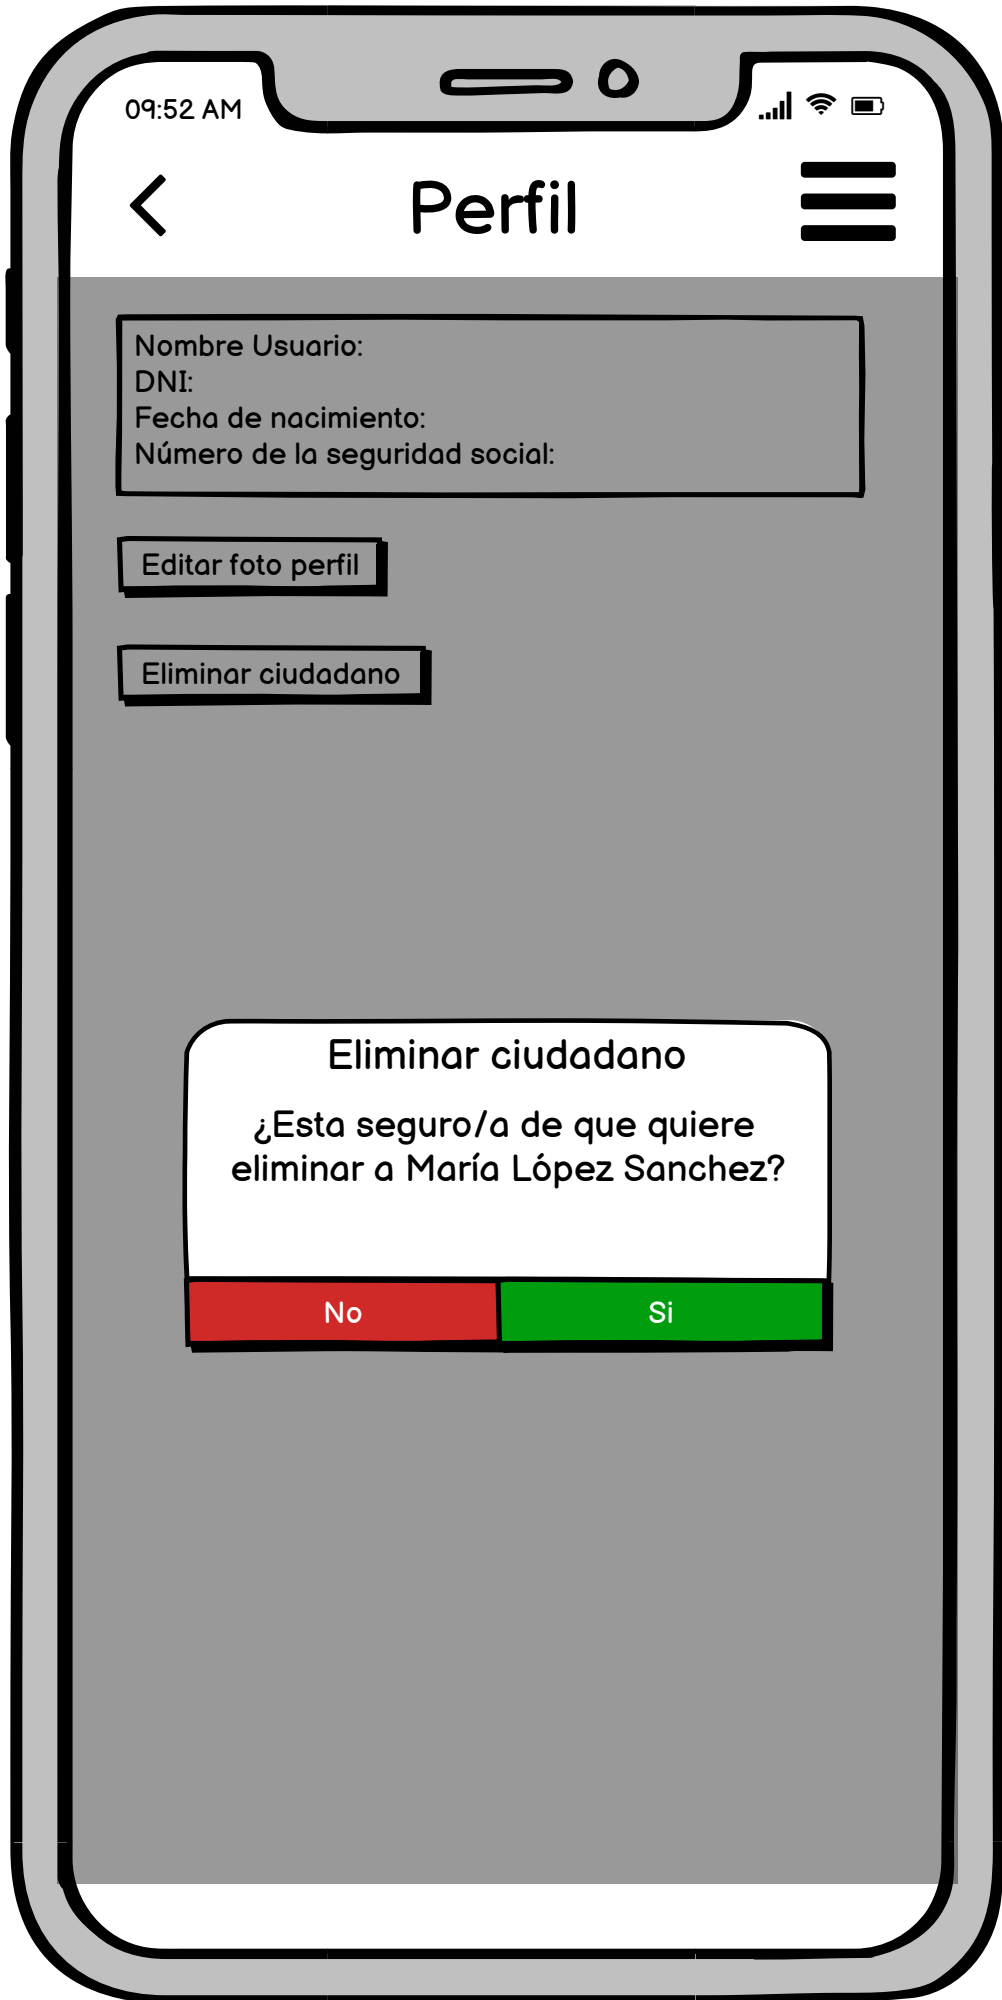 09:52 AM
Perfil
Nombre Usuario:
DNI:
Fecha de nacimiento:
Número de la seguridad social:
Editar foto perfil
Eliminar ciudadano
Eliminar ciudadano
¿Esta seguro/a de que quiere
eliminar a María López Sanchez?
No
Si